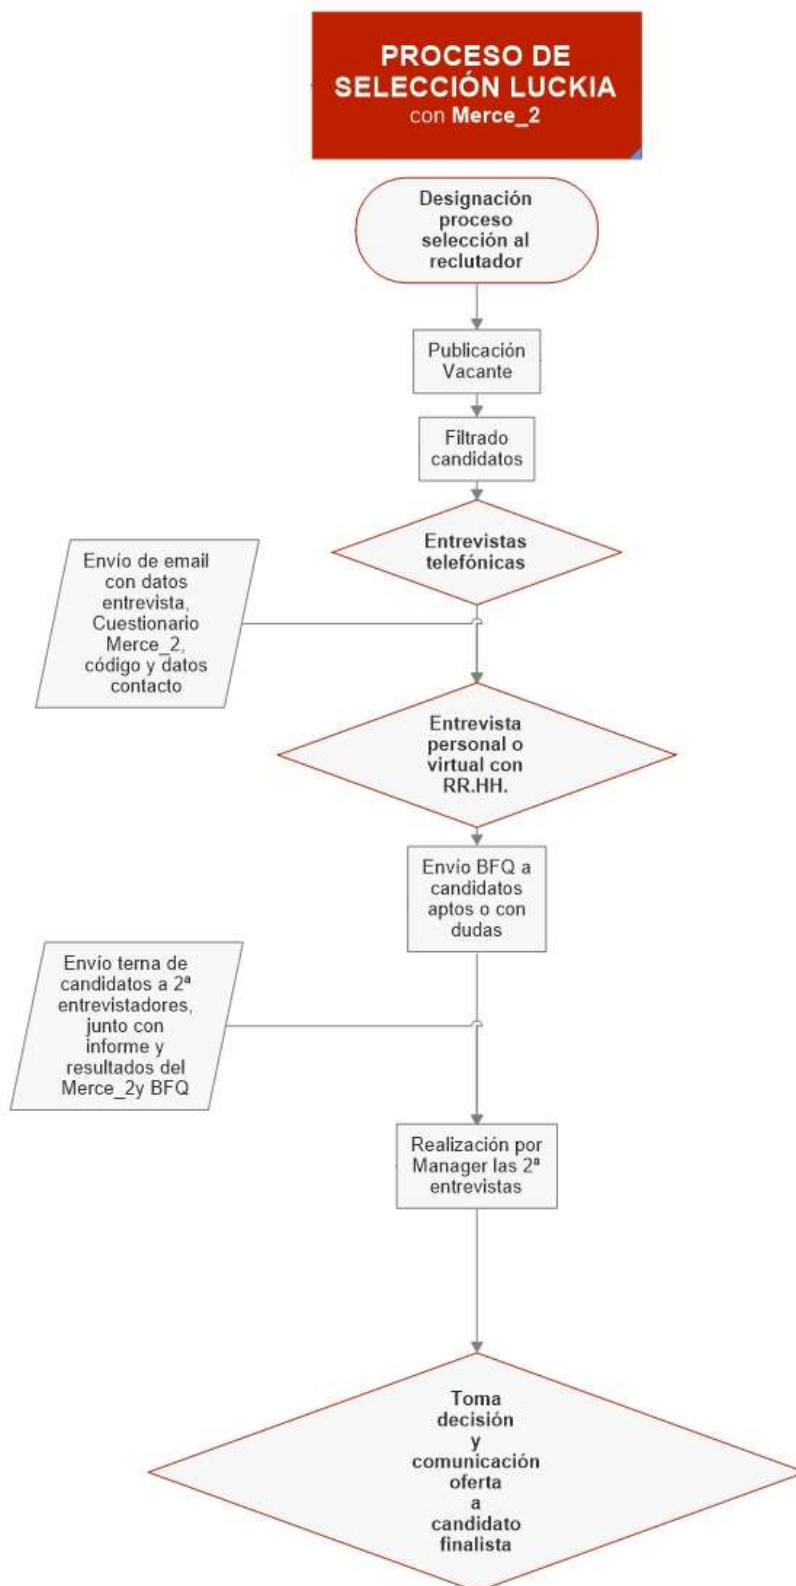 PROCESO DE
SELECCIÓN LUCKIA
con Merce_2
Designación
proceso
selección al
reclutador
Publicación
Vacante
Filtrado
candidatos
Entrevistas
telefónicas
Envío de email
con datos
entrevista,
Cuestionario
Merce_2,
código y datos
contacto
Entrevista
personal o
virtual con
RR.HH.
Envío BFQ a
candidatos
aptos o con
dudas
Envío terna de
candidatos a 2ª
entrevistadores,
junto con
informe y
resultados del
Merce_2y BFQ
Realización por
Manager las 2ª
entrevistas
Toma
decisión
y
comunicación
oferta
a
candidato
finalista